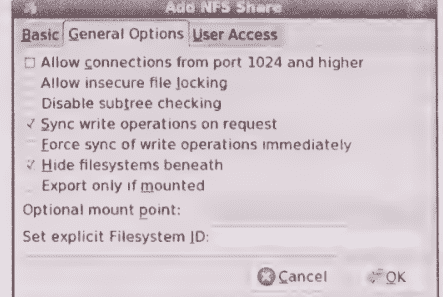 Add NFS Share
Basic General Options User Access
Allow connections from port 1024 and higher
Allow insecure file locking
Disable subtree checking
Sync write operations on request
Force sync of write operations immediately
Hide filesystems beneath
Export only if mounted
Optional mount point:
Set explicit Filesystem ID:
Cancel OK